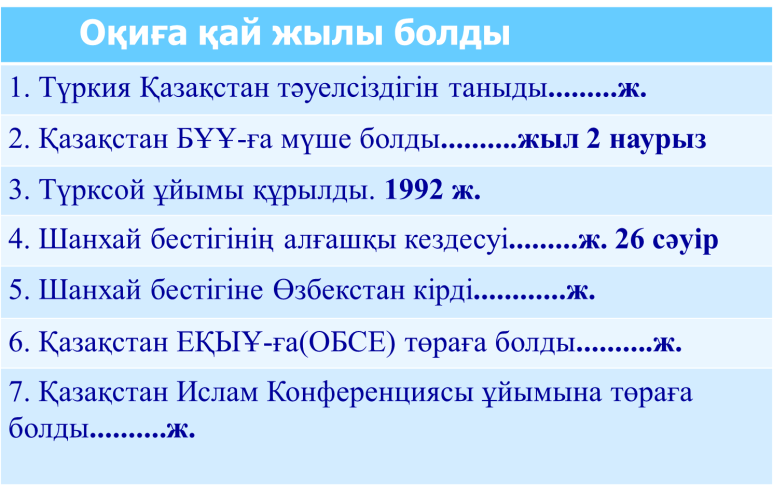 Оқиға қай жылы болды
1. Түркия Қазақстан тәуелсіздігін таныды.........ж.
2. Қазақстан БҰҰ-ға мүше болды..........жыл 2 наурыз
3. Түрксой ұйымы құрылды. 1992 ж.
4. Шанхай бестігінің алғашқы кездесуі.........ж. 26 сәуір
5. Шанхай бестігіне Өзбекстан кірді............ж.
6. Қазақстан ЕҚЫҰ-ға(ОБСЕ) төраға болды..........ж.
7. Қазақстан Ислам Конференциясы ұйымына төраға
болды..........ж.